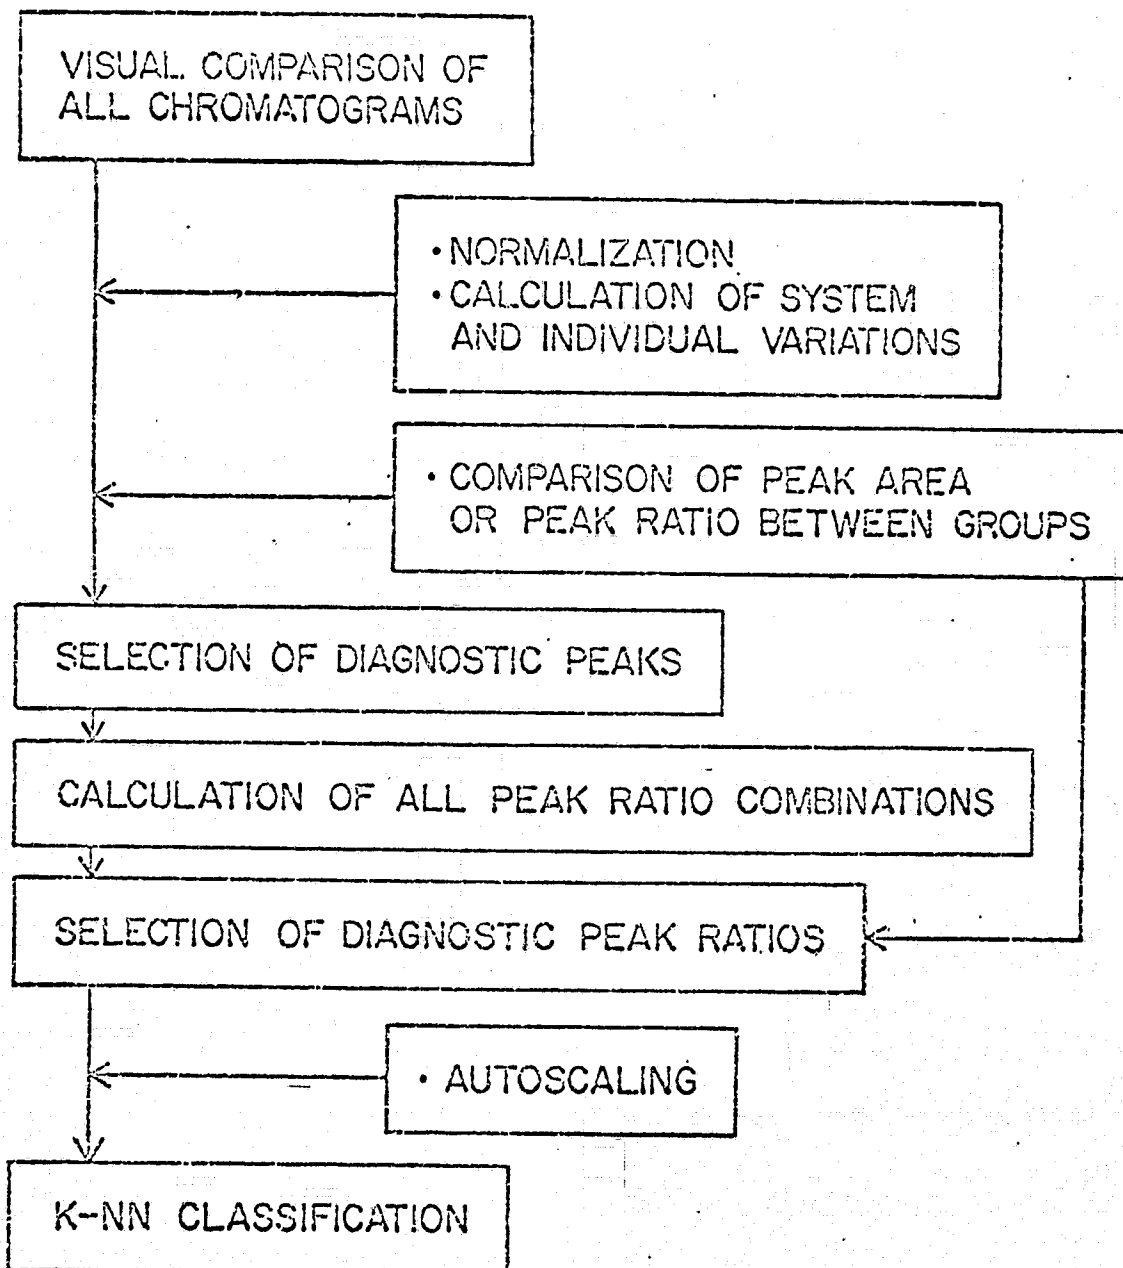 VISUAL COMPARISON OF
ALL CHROMATOGRAMS
• NORMALIZATION
• CALCULATION OF SYSTEM
AND INDIVIDUAL VARIATIONS
• COMPARISON OF PEAK AREA
OR PEAK RATIO BETWEEN GROUPS
SELECTION OF DIAGNOSTIC PEAKS
CALCULATION OF ALL PEAK RATIO COMBINATIONS
SELECTION OF DIAGNOSTIC PEAK RATIOS
• AUTOSCALING
K-NN CLASSIFICATION